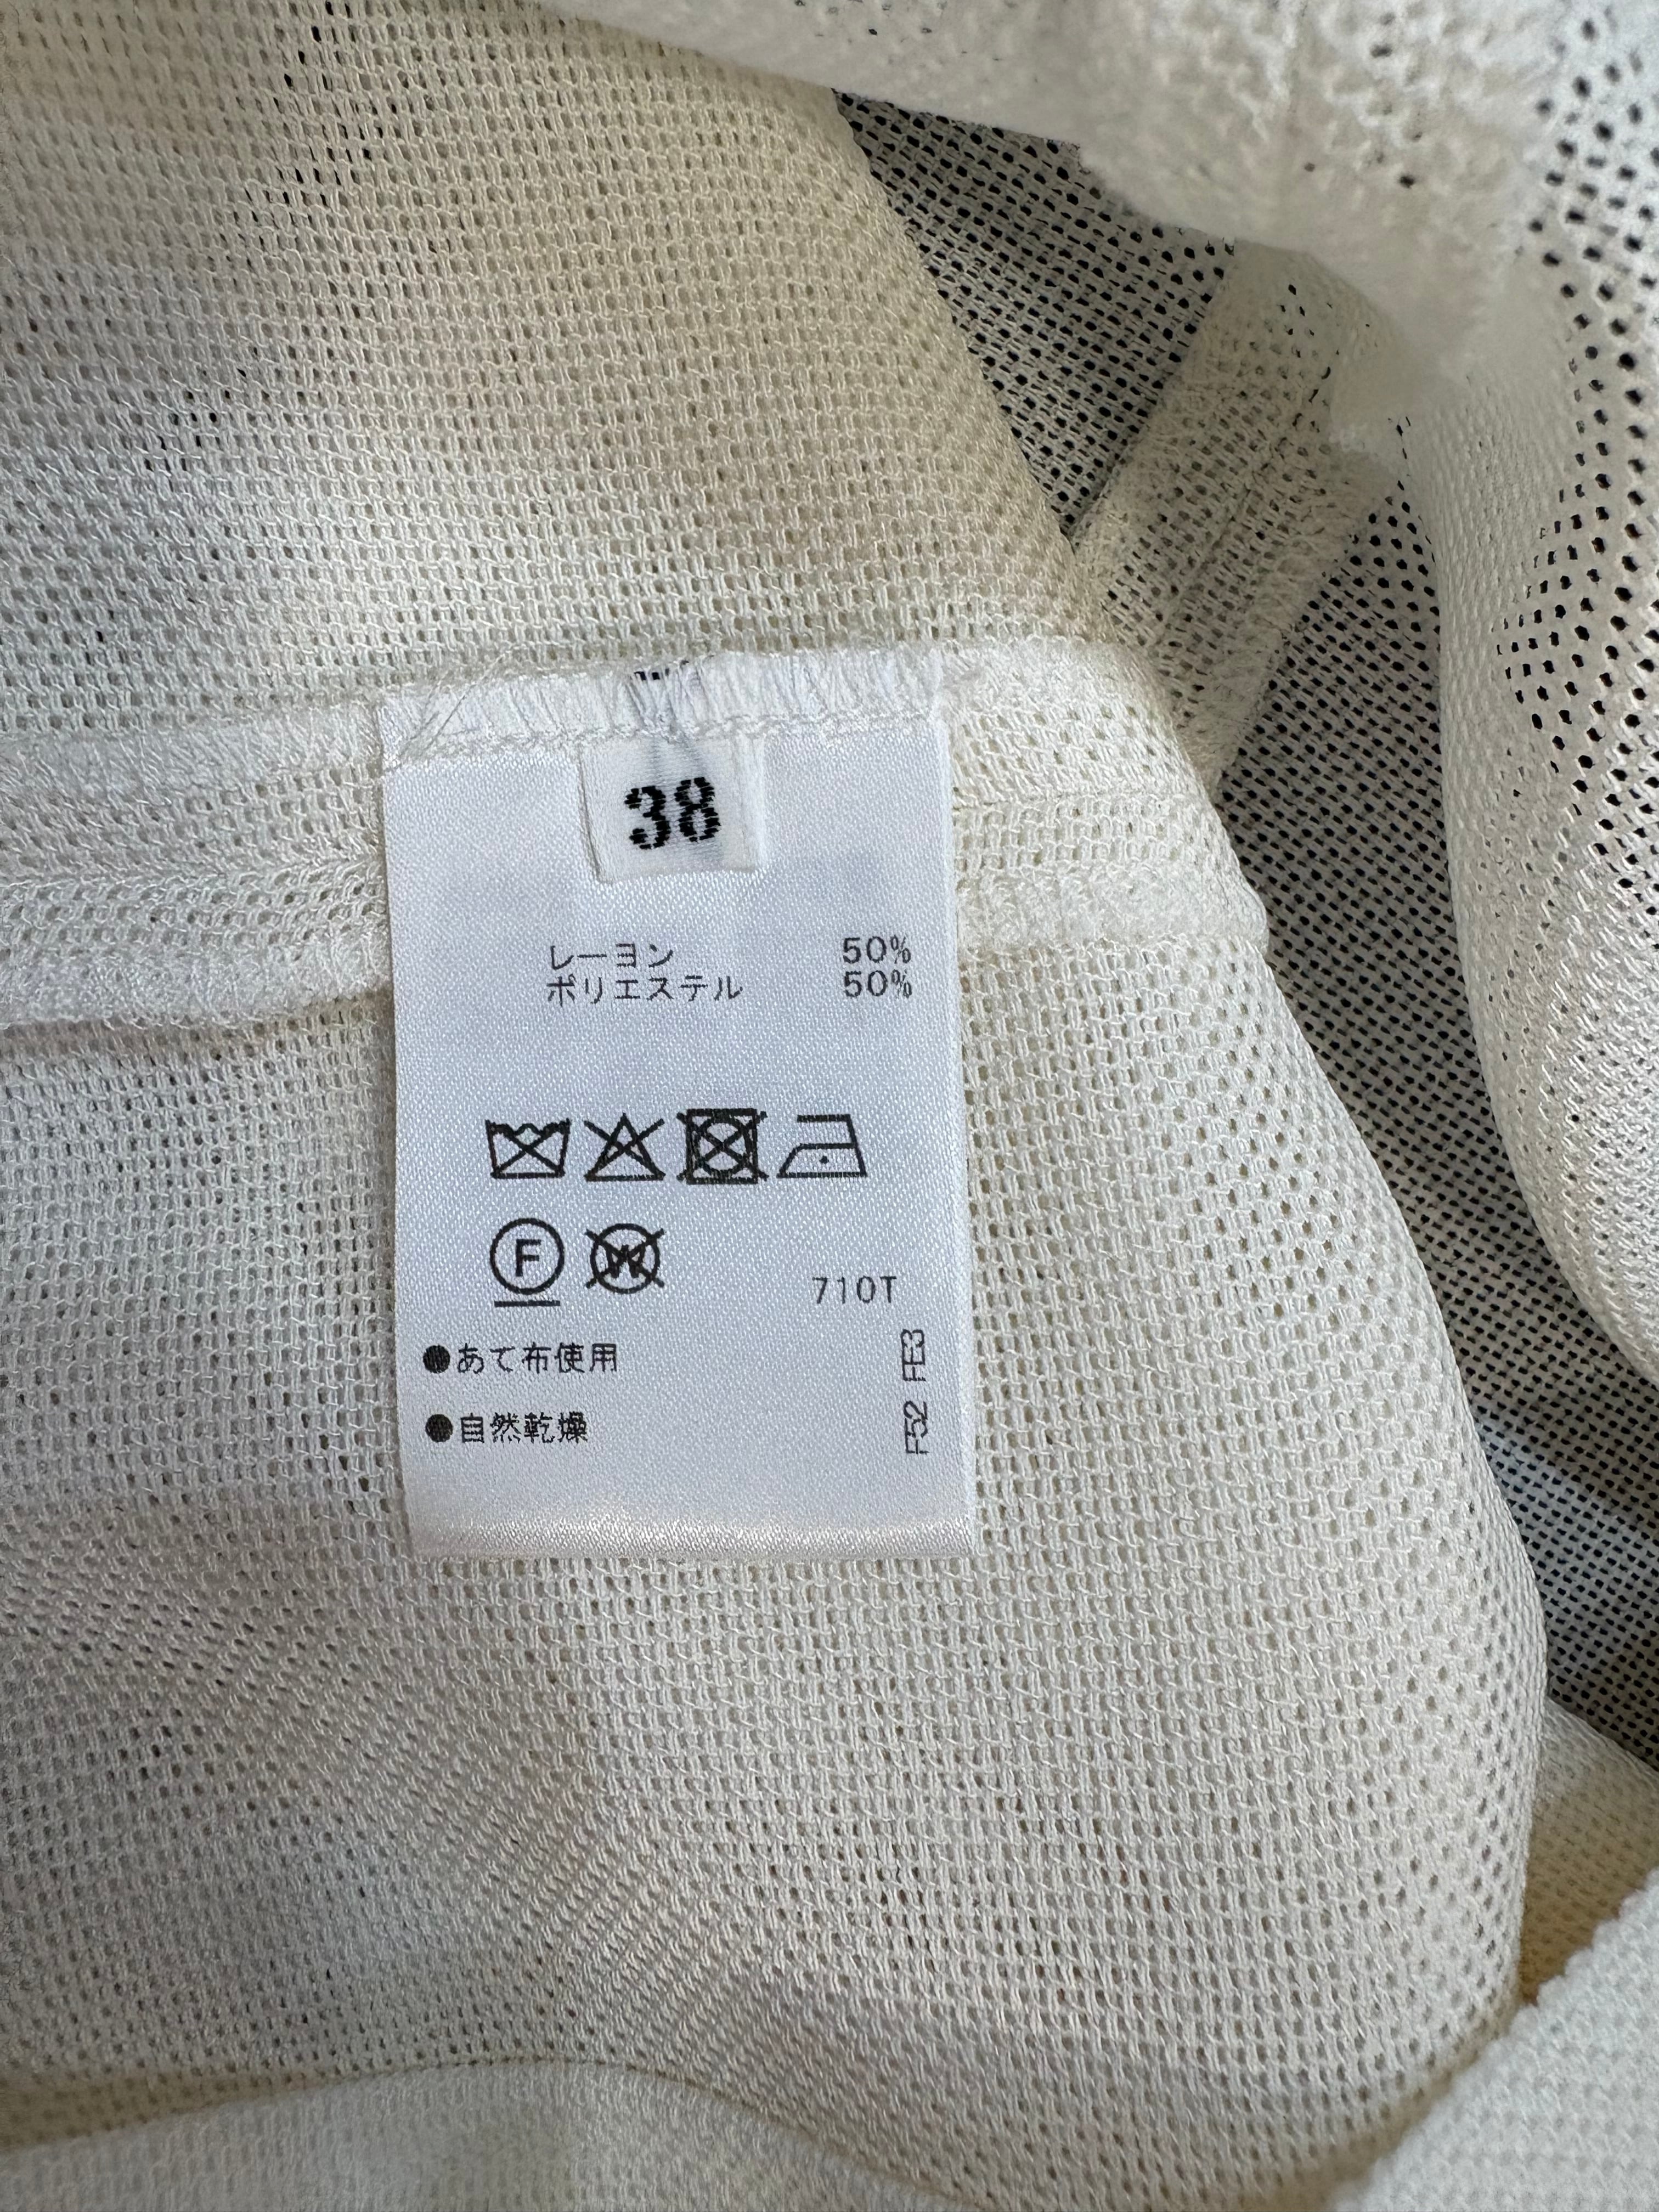 38
レーヨン 50%
ポリエステル 50%
F
W
710T
●あて布使用
●自然乾燥
F52 FE3